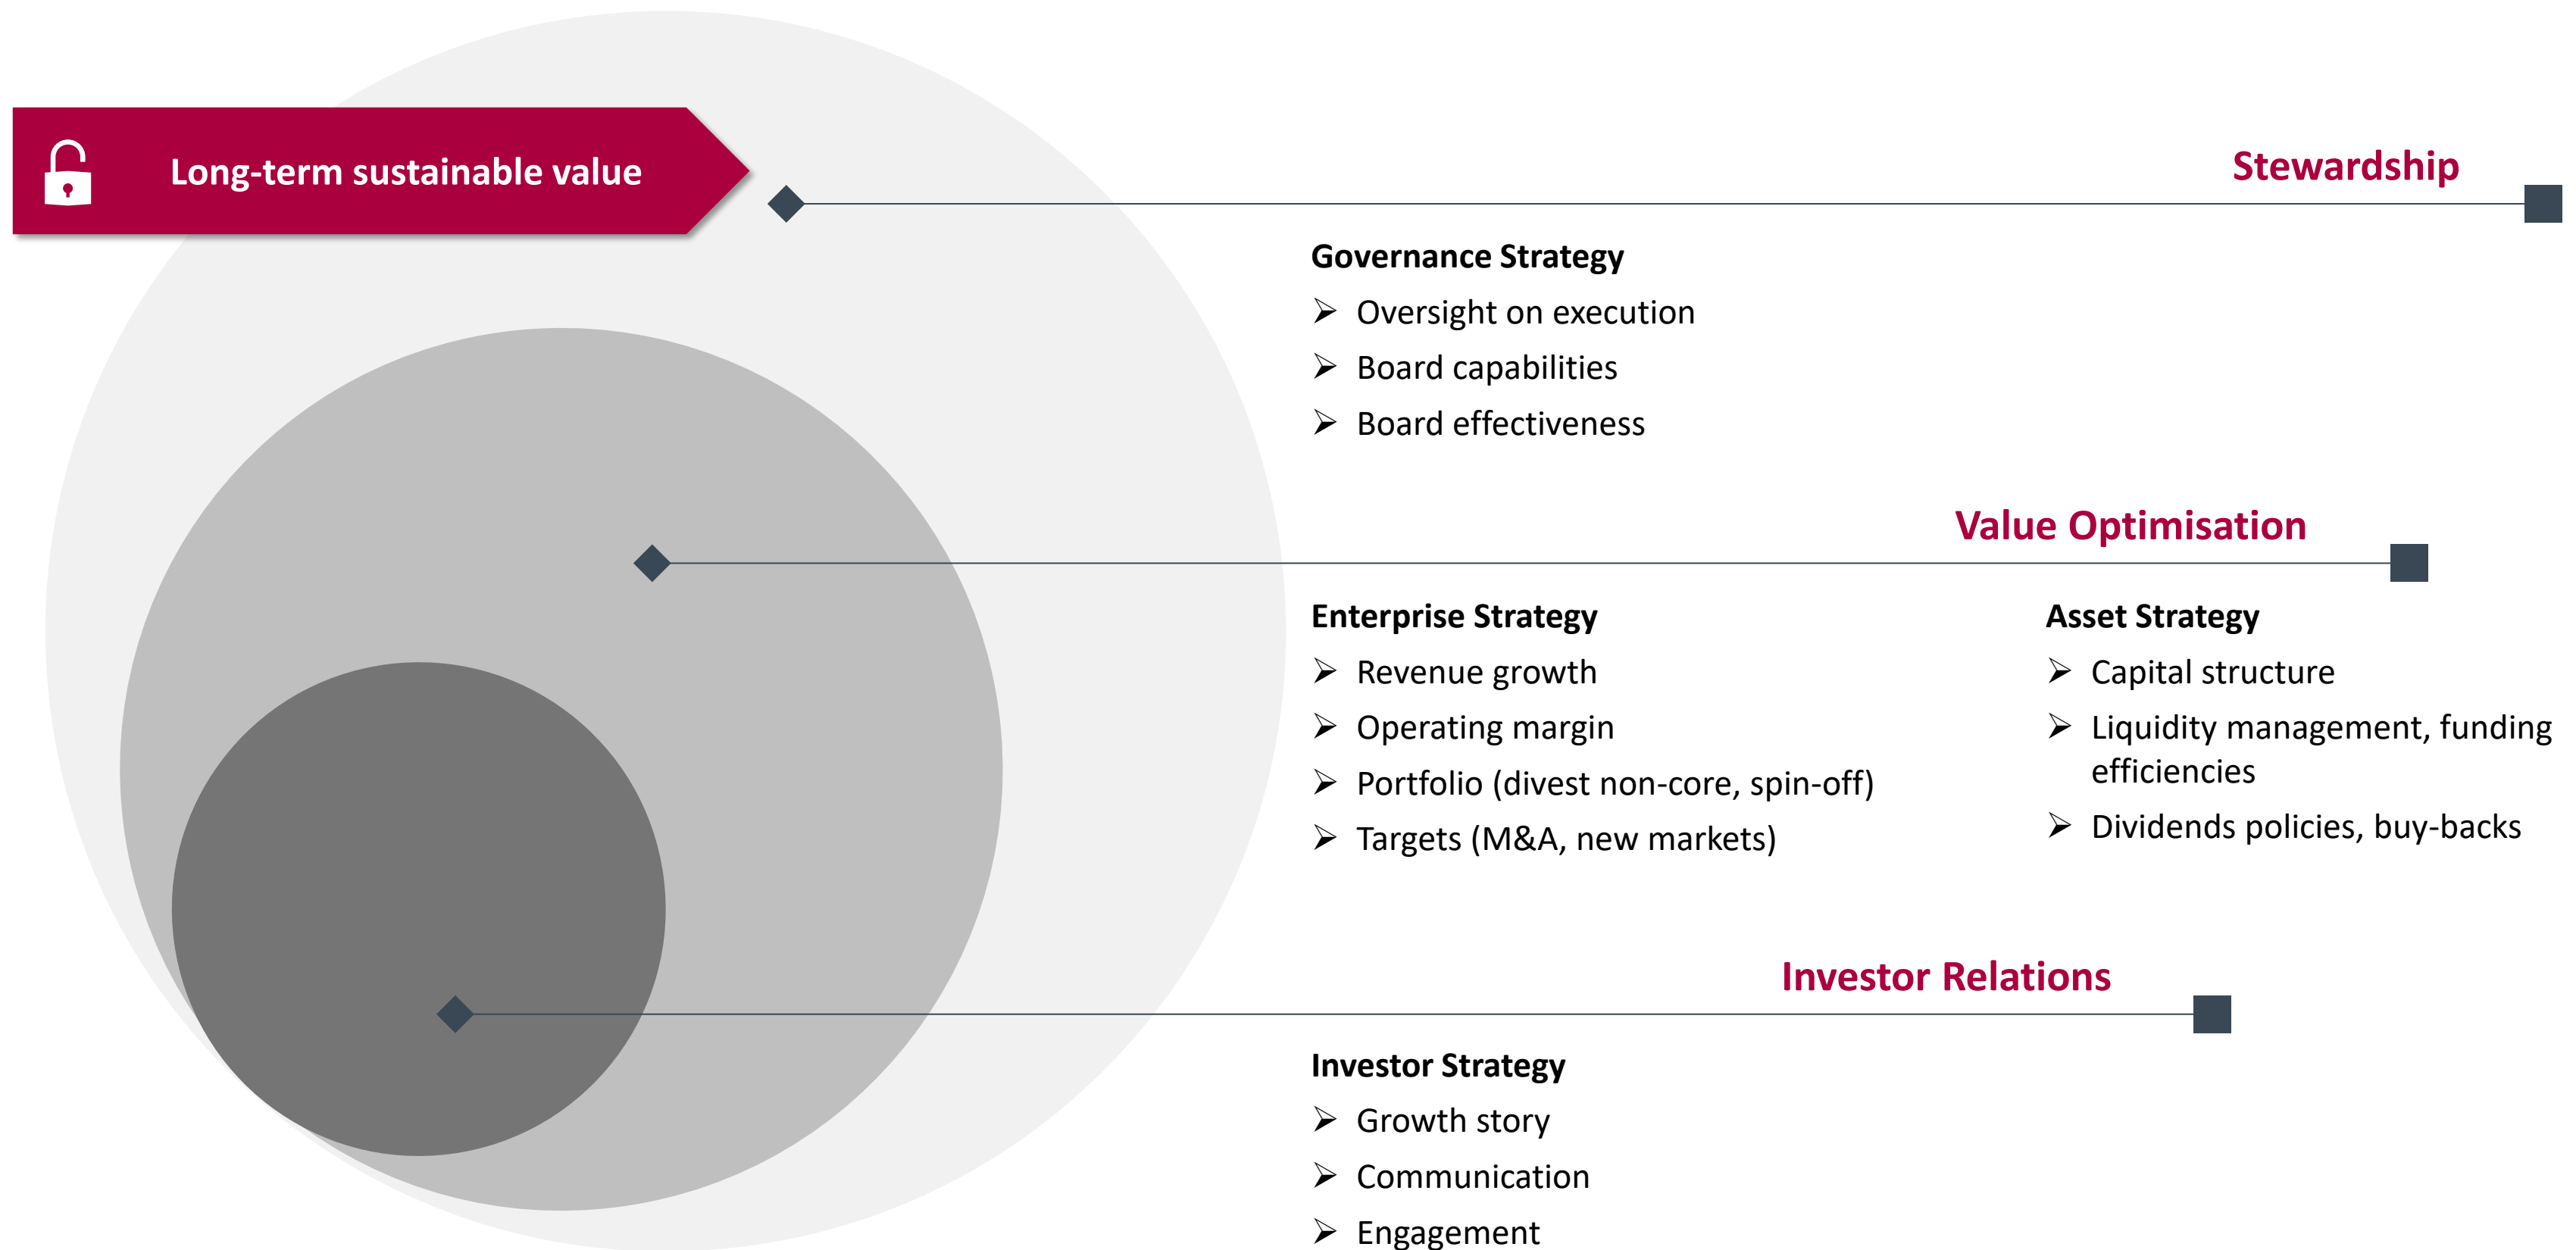 Long-term sustainable value
Stewardship
Governance Strategy
➢ Oversight on execution
➢ Board capabilities
➢ Board effectiveness
Value Optimisation
Enterprise Strategy
➢ Revenue growth
➢ Operating margin
➢ Portfolio (divest non-core, spin-off)
➢ Targets (M&A, new markets)
Asset Strategy
➢ Capital structure
➢ Liquidity management, funding
efficiencies
➢ Dividends policies, buy-backs
Investor Relations
Investor Strategy
➢ Growth story
➢ Communication
➢ Engagement